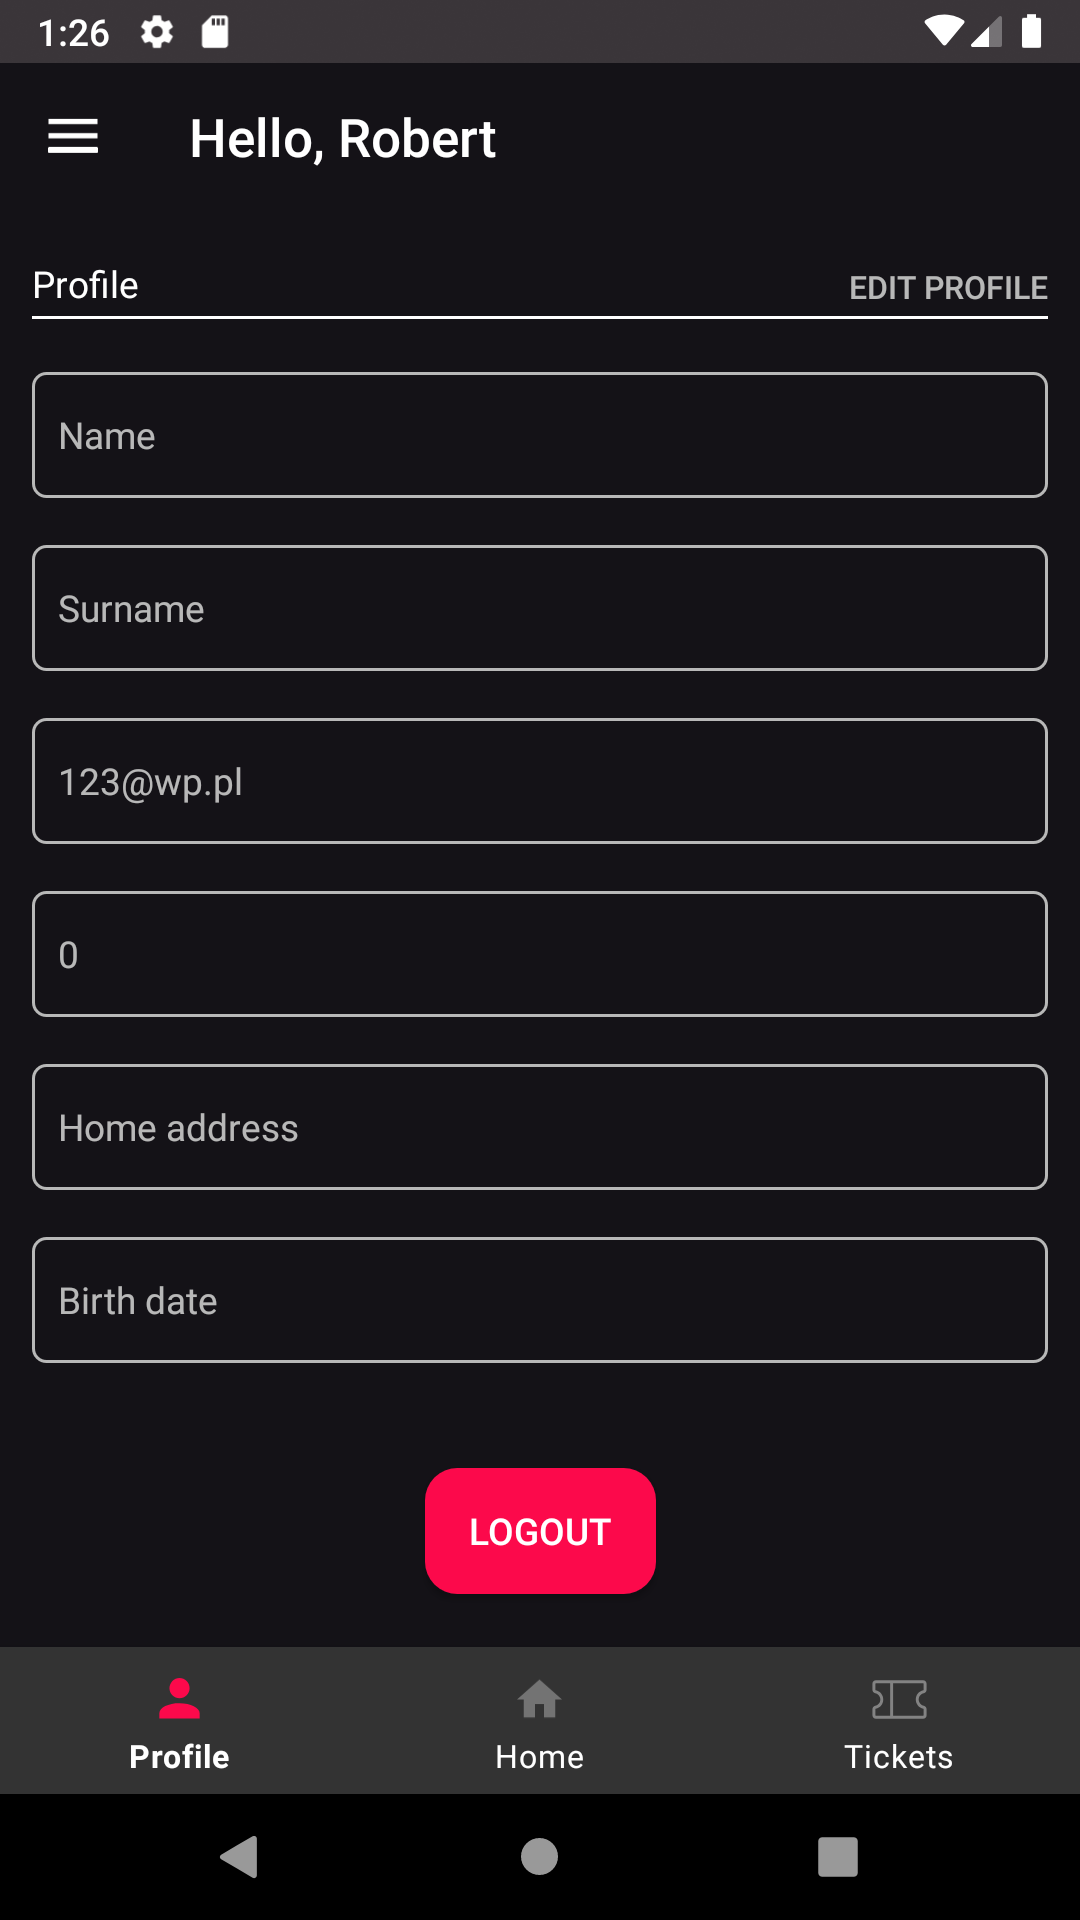 1:26
Hello, Robert
Profile
EDIT PROFILE
Name
Surname
123@wp.pl
0
Home address
Birth date
LOGOUT
Profile
Home
Tickets